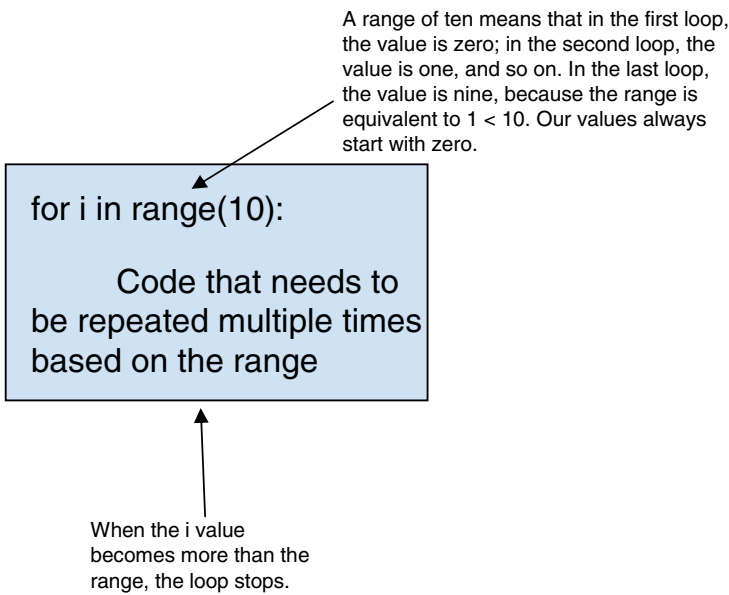 A range of ten means that in the first loop,
the value is zero; in the second loop, the
value is one, and so on. In the last loop,
the value is nine, because the range is
equivalent to 1 < 10. Our values always
start with zero.
for i in range(10):
Code that needs to
be repeated multiple times
based on the range
When the i value
becomes more than the
range, the loop stops.